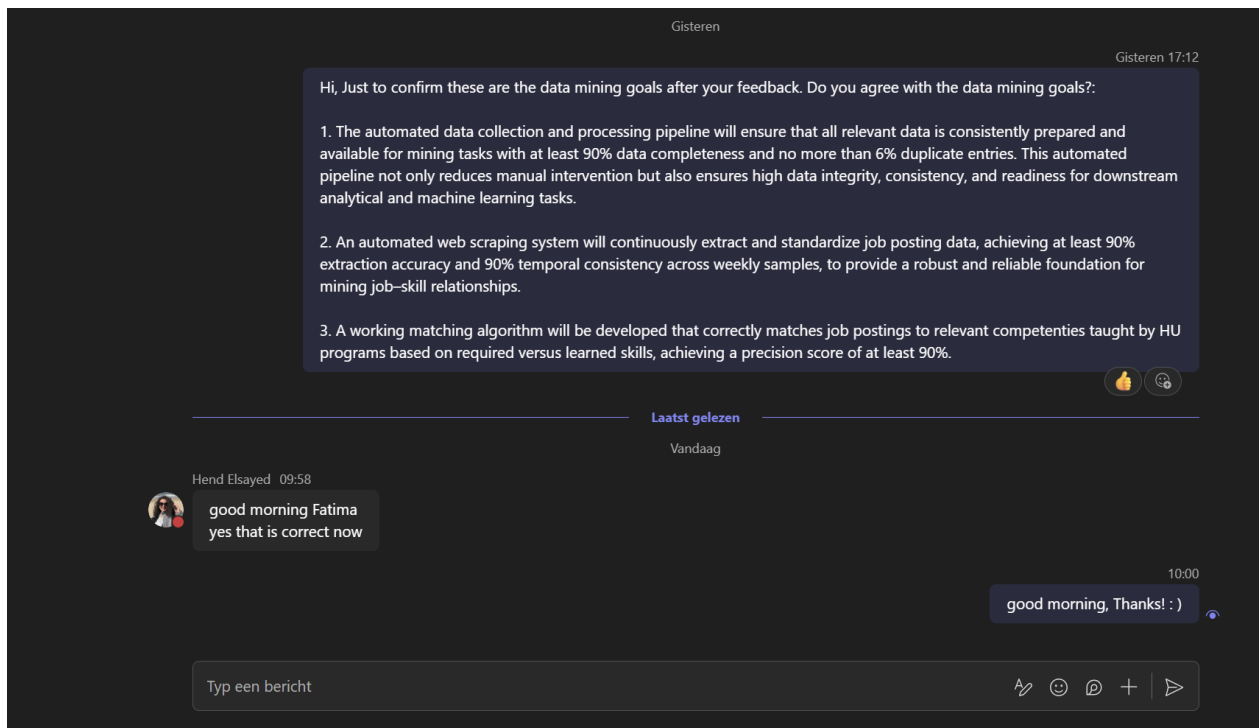 Gisteren
Gisteren 17:12
Hi, Just to confirm these are the data mining goals after your feedback. Do you agree with the data mining goals?:
1. The automated data collection and processing pipeline will ensure that all relevant data is consistently prepared and
available for mining tasks with at least 90% data completeness and no more than 6% duplicate entries. This automated
pipeline not only reduces manual intervention but also ensures high data integrity, consistency, and readiness for downstream
analytical and machine learning tasks.
2. An automated web scraping system will continuously extract and standardize job posting data, achieving at least 90%
extraction accuracy and 90% temporal consistency across weekly samples, to provide a robust and reliable foundation for
mining job–skill relationships.
3. A working matching algorithm will be developed that correctly matches job postings to relevant competenties taught by HU
programs based on required versus learned skills, achieving a precision score of at least 90%.
Laatst gelezen
Vandaag
Hend Elsayed 09:58
good morning Fatima
yes that is correct now
10:00
good morning, Thanks! : )
Typ een bericht